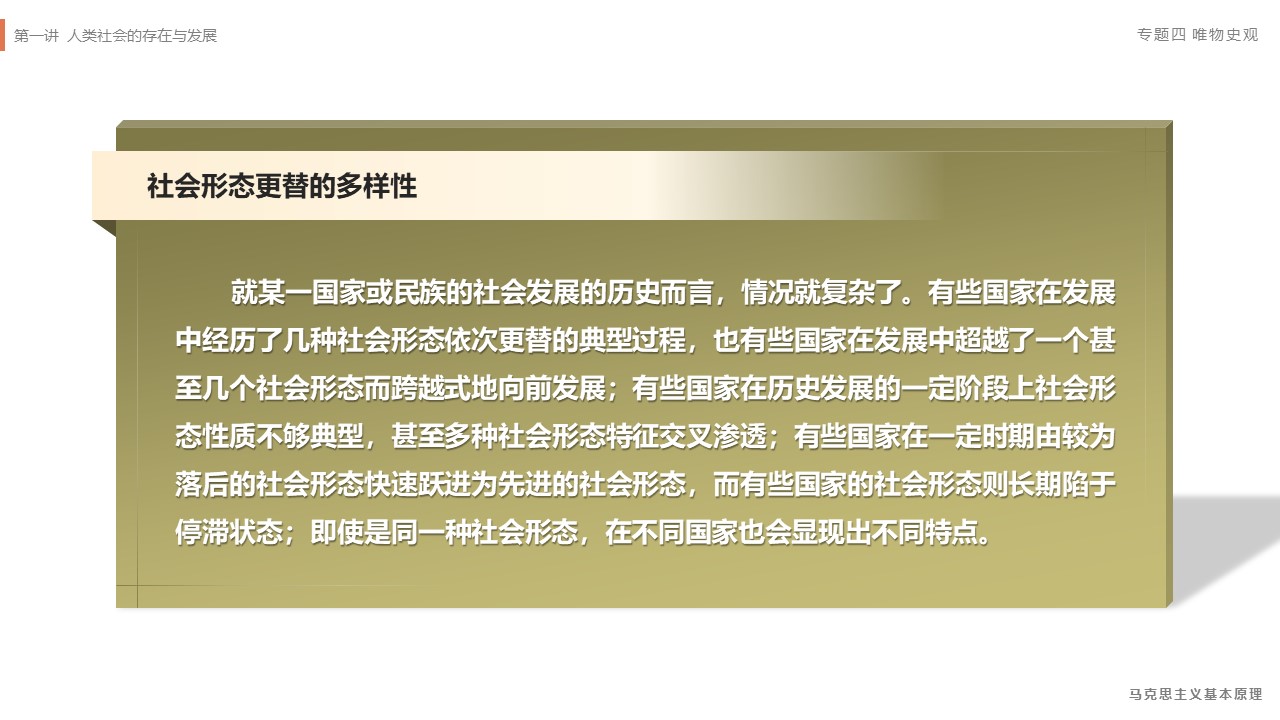 第一讲 人类社会的存在与发展
专题四 唯物史观
社会形态更替的多样性
就某一国家或民族的社会发展的历史而言，情况就复杂了。有些国家在发展
中经历了几种社会形态依次更替的典型过程，也有些国家在发展中超越了一个甚
至几个社会形态而跨越式地向前发展；有些国家在历史发展的一定阶段上社会形
态性质不够典型，甚至多种社会形态特征交叉渗透；有些国家在一定时期由较为
落后的社会形态快速跃进为先进的社会形态，而有些国家的社会形态则长期陷于
停滞状态；即使是同一种社会形态，在不同国家也会显现出不同特点。
马克思主义基本原理